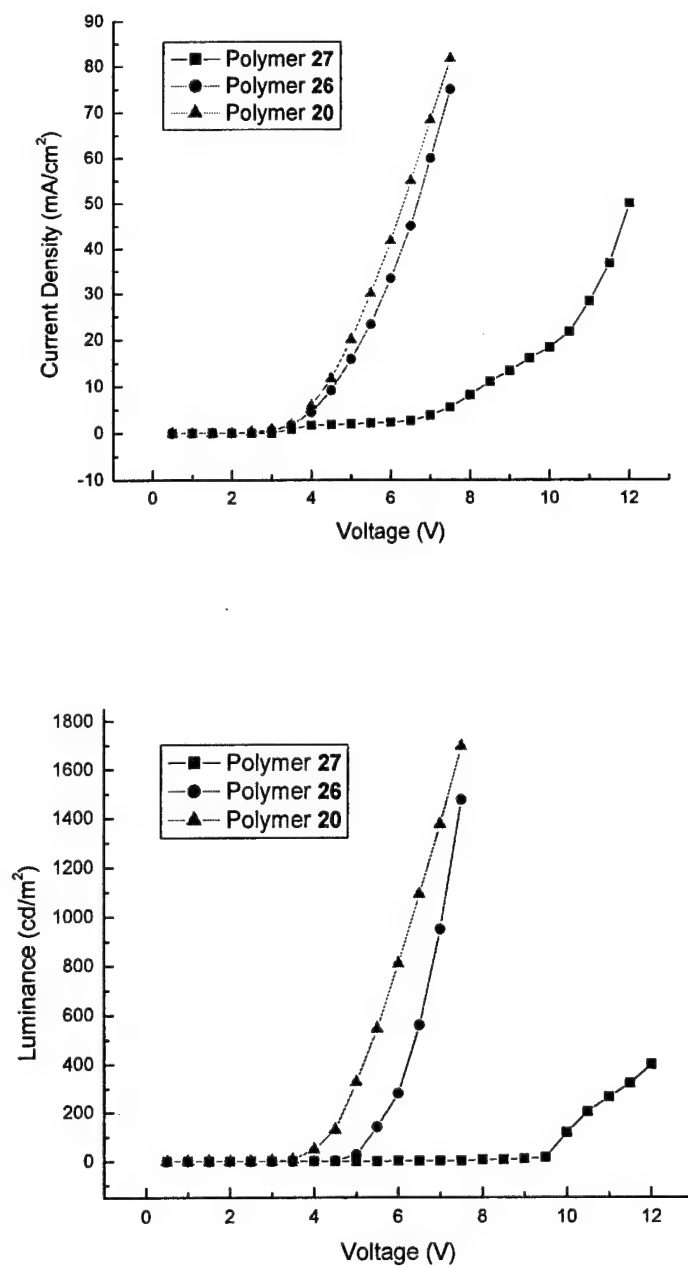 90
80
70
60
50
40
30
20
10
0
-10
Current Density (mA/cm²)
Polymer 27
Polymer 26
Polymer 20
0 2 4 6 8 10 12
Voltage (V)
1800
1600
1400
1200
1000
800
600
400
200
0
Luminance (cd/m²)
Polymer 27
Polymer 26
Polymer 20
0 2 4 6 8 10 12
Voltage (V)